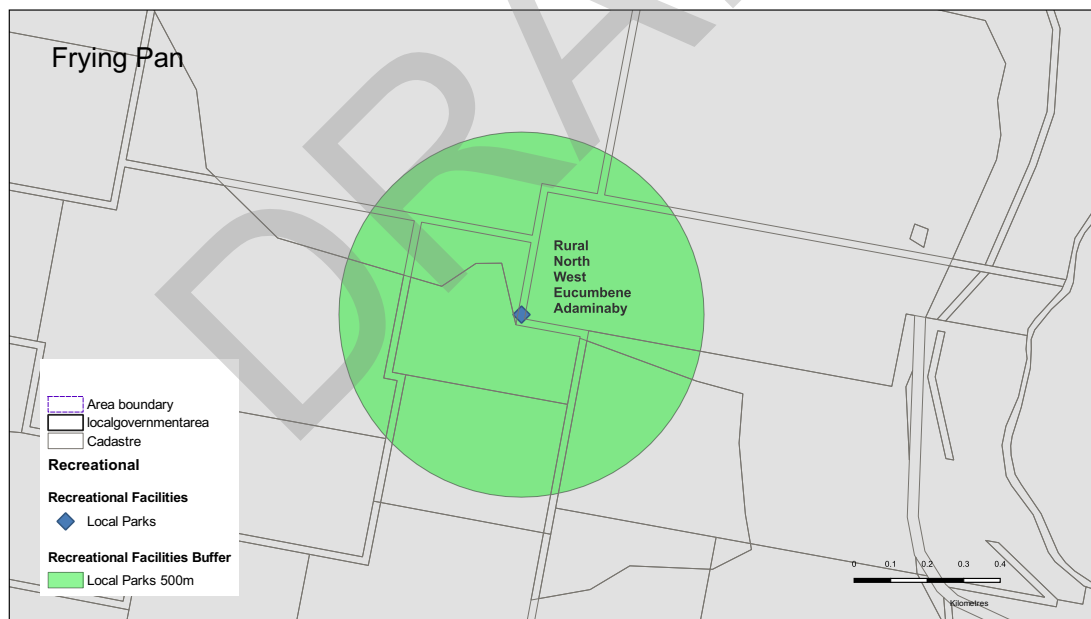 Frying Pan
DRA
Rural
North
West
Eucumbene
Adaminaby
Area boundary
localgovernmentarea
Cadastre
Recreational
Recreational Facilities
Local Parks
Recreational Facilities Buffer
Local Parks 500m
0 0.1 0.2 0.3 0.4
Kilometres